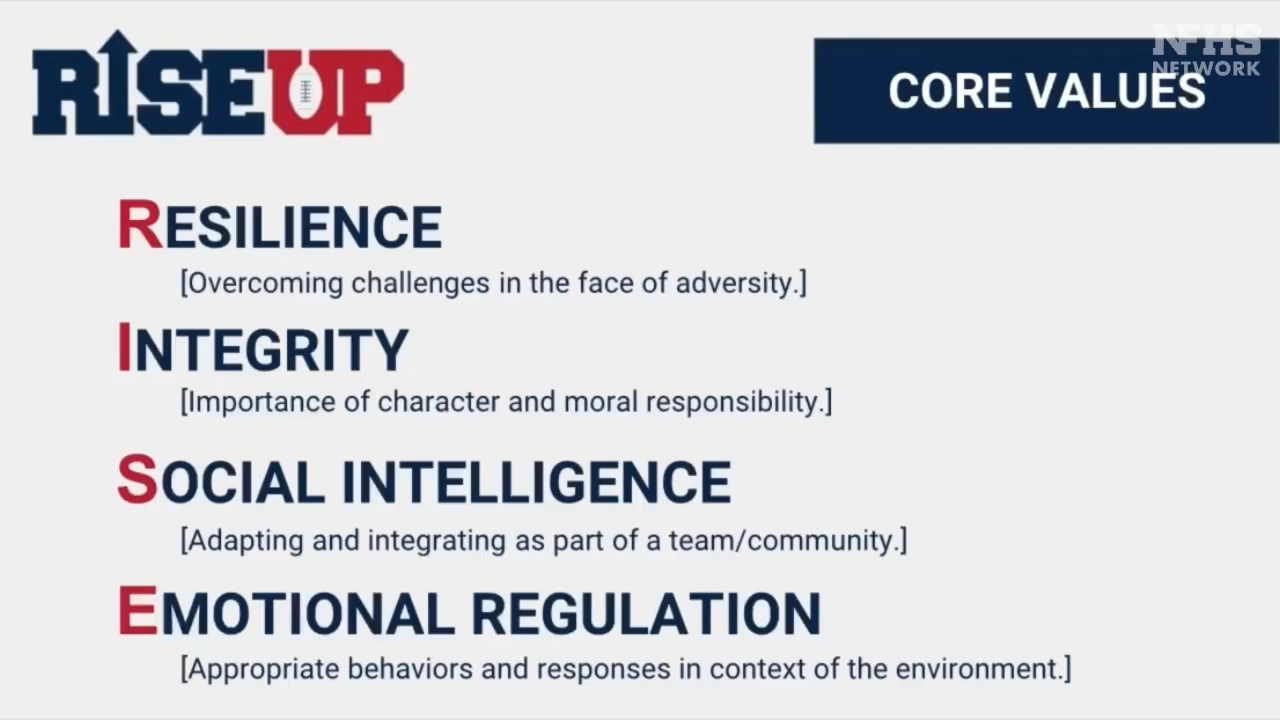 RISEUP
NFHS
NETWORK
CORE VALUES
RESILIENCE
[Overcoming challenges in the face of adversity.]
INTEGRITY
[Importance of character and moral responsibility.]
SOCIAL INTELLIGENCE
[Adapting and integrating as part of a team/community.]
EMOTIONAL REGULATION
[Appropriate behaviors and responses in context of the environment.]